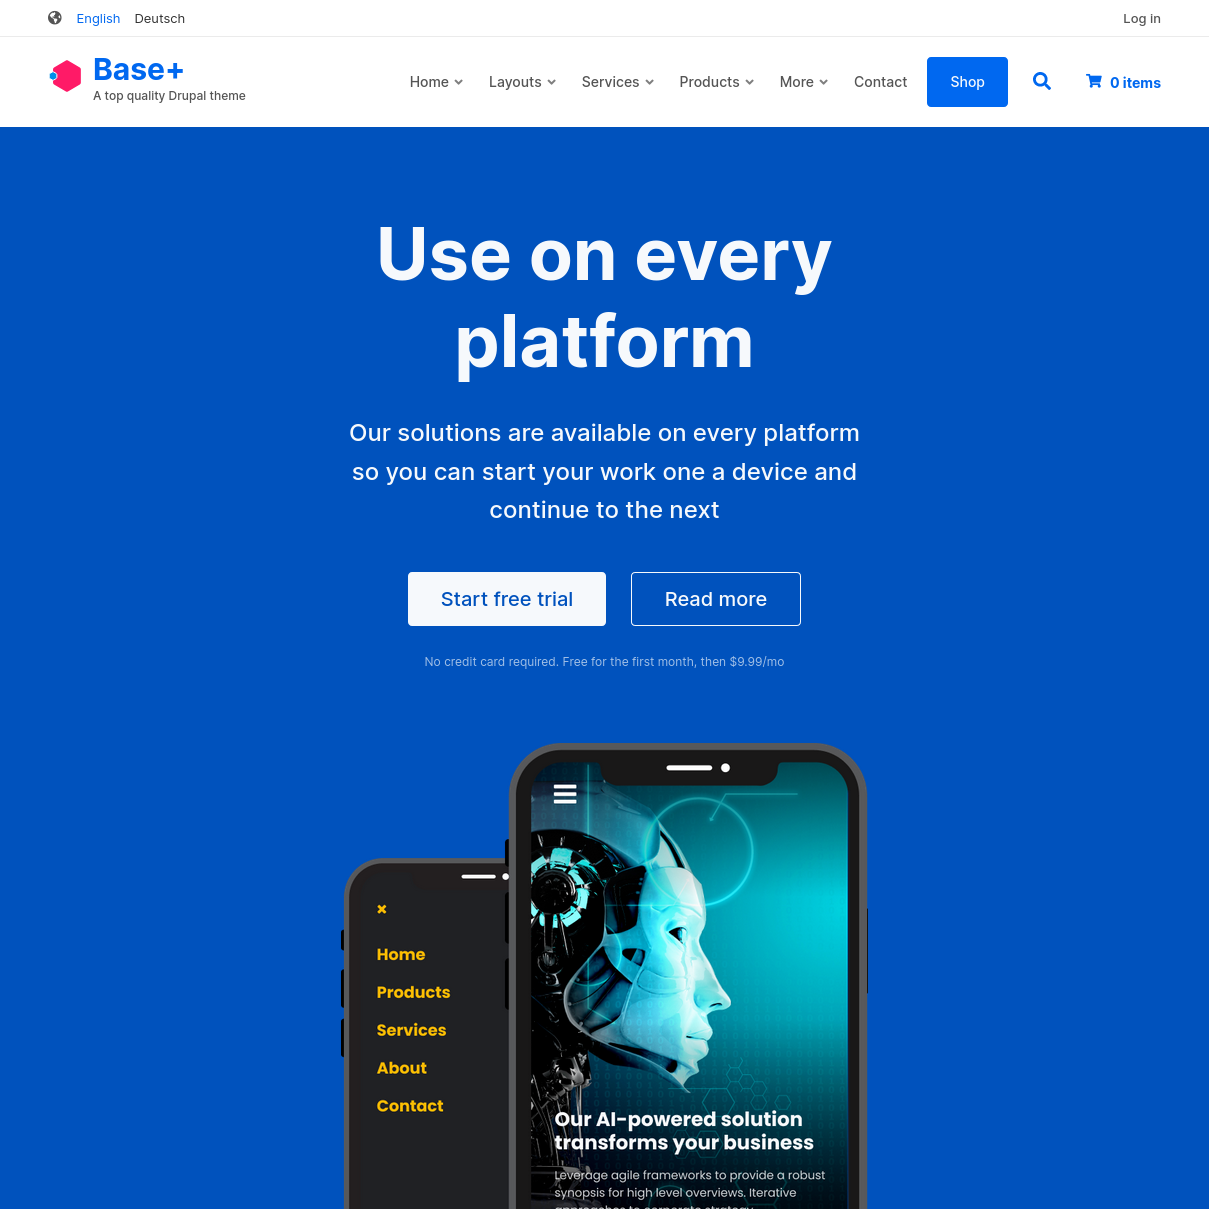 English Deutsch Log in
Base+
A top quality Drupal theme
Home Layouts Services Products More Contact Shop 0 items
Use on every
platform
Our solutions are available on every platform
so you can start your work one a device and
continue to the next
Start free trial Read more
No credit card required. Free for the first month, then $9.99/mo
Home
Products
Services
About
Contact
Our AI-powered solution
transforms your business
Leverage agile frameworks to provide a robust
synopsis for high level overviews. Iterative
approaches to corporate strategy